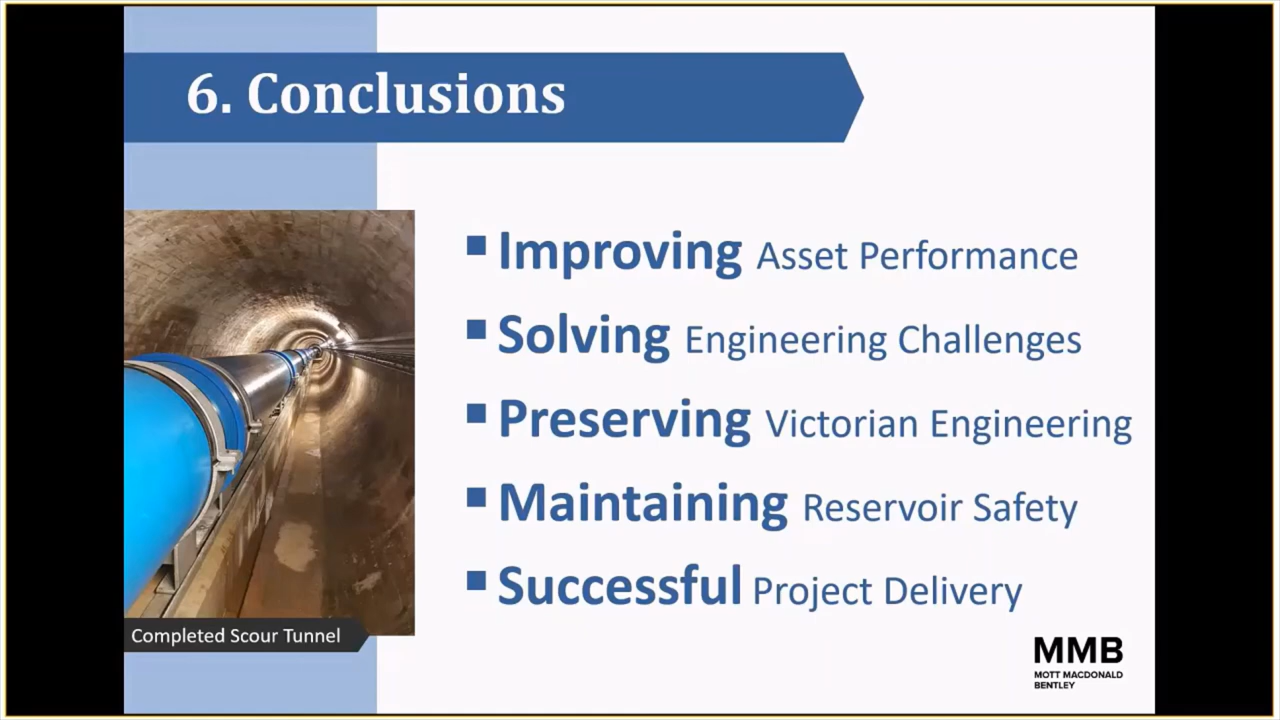 6. Conclusions
Improving Asset Performance
Solving Engineering Challenges
Preserving Victorian Engineering
Maintaining Reservoir Safety
Successful Project Delivery
Completed Scour Tunnel
MMB
MOTT MACDONALD
BENTLEY